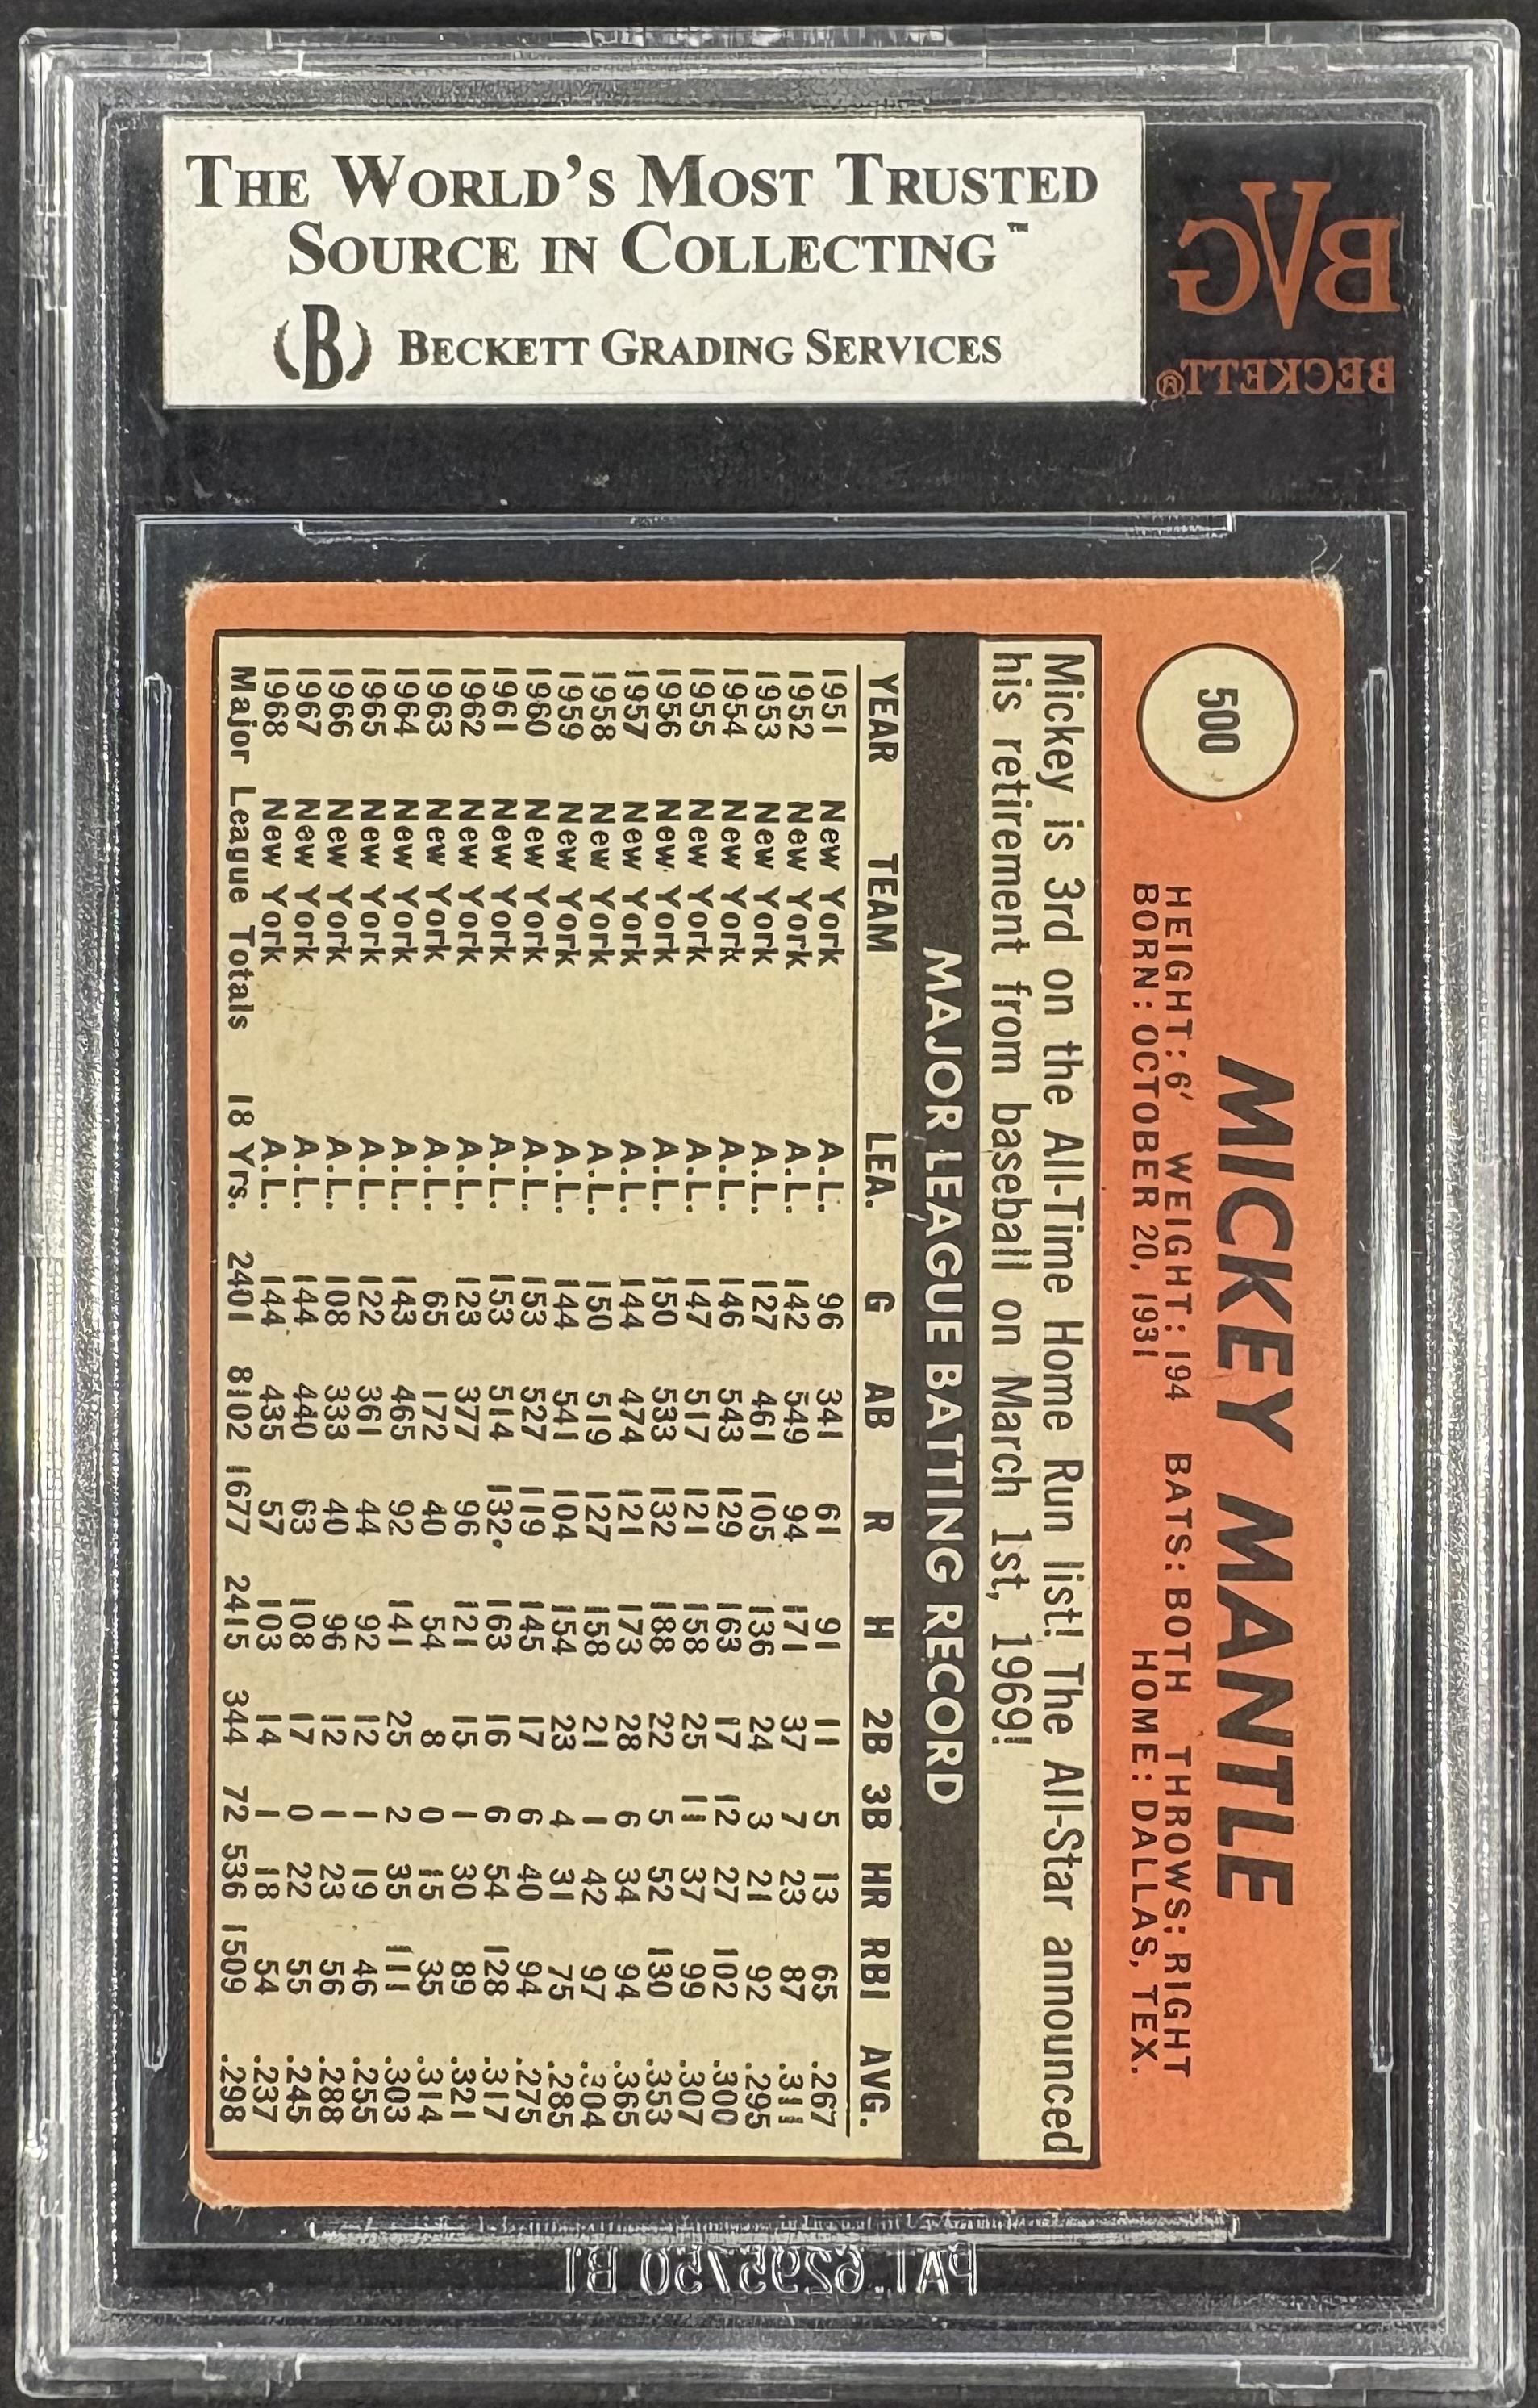 THE WORLD'S MOST TRUSTED
SOURCE IN COLLECTING™
B BECKETT GRADING SERVICES
BVG
BECKETT®
500
MICKEY MANTLE
HEIGHT: 6' WEIGHT: 194 BATS: BOTH THROWS: RIGHT
BORN: OCTOBER 20, 1931 HOME: DALLAS, TEX.
Mickey is 3rd on the All-Time Home Run list! The All-Star announced
his retirement from baseball on March 1st, 1969!
MAJOR LEAGUE BATTING RECORD
YEAR TEAM LEA. G AB R H 2B 3B HR RBI AVG.
1951 New York A.L. 96 341 61 91 11 5 13 65 .267
1952 New York A.L. 142 549 94 171 37 7 23 87 .311
1953 New York A.L. 127 461 105 136 24 3 21 92 .295
1954 New York A.L. 146 543 129 163 17 12 27 102 .300
1955 New York A.L. 147 517 121 158 25 11 37 99 .307
1956 New York A.L. 150 533 132 188 22 5 52 130 .353
1957 New York A.L. 144 474 121 173 28 6 34 94 .365
1958 New York A.L. 150 519 127 158 21 1 42 97 .304
1959 New York A.L. 144 541 104 154 23 4 31 75 .285
1960 New York A.L. 153 527 119 145 17 6 40 94 .275
1961 New York A.L. 153 514 132 163 16 6 54 128 .317
1962 New York A.L. 123 377 96 121 15 1 30 89 .321
1963 New York A.L. 65 172 40 54 8 0 15 35 .314
1964 New York A.L. 143 465 92 141 25 2 35 111 .303
1965 New York A.L. 122 361 44 92 12 1 19 46 .255
1966 New York A.L. 108 333 40 96 12 1 23 56 .288
1967 New York A.L. 144 440 63 108 17 0 22 55 .245
1968 New York A.L. 144 435 57 103 14 1 18 54 .237
Major League Totals 18 Yrs. 2401 8102 1677 2415 344 72 536 1509 .298